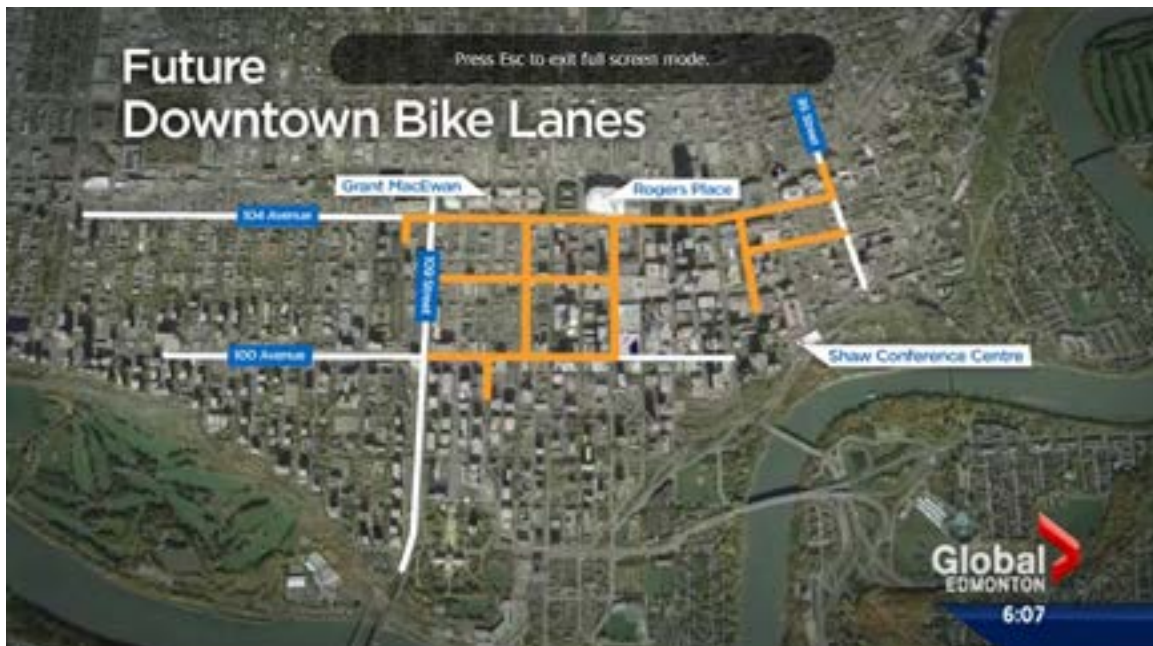 Press Esc to exit full screen mode.
Future
Downtown Bike Lanes
Grant MacEwan
Rogers Place
104 Avenue
109 Street
100 Avenue
Shaw Conference Centre
Global
EDMONTON
6:07